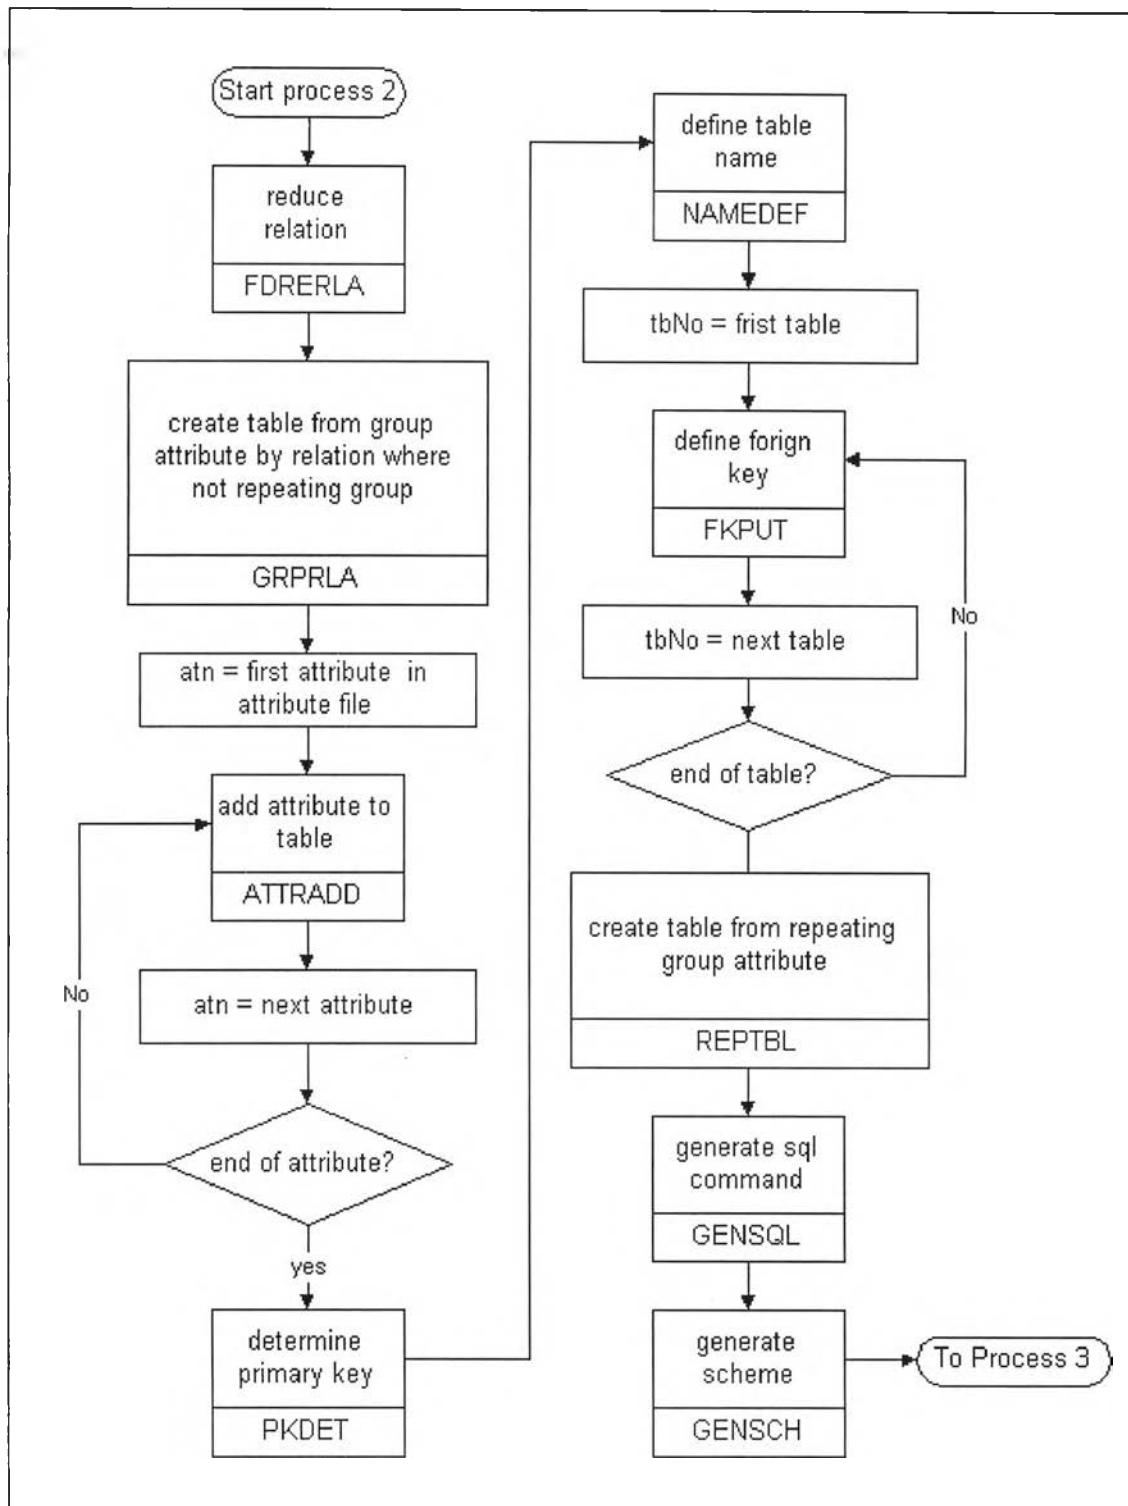 Start process 2
reduce
relation
FDRERLA
create table from group
attribute by relation where
not repeating group
GRPRLA
atn = first attribute in
attribute file
add attribute to
table
ATTRADD
atn = next attribute
No
end of attribute?
yes
determine
primary key
PKDET
define table
name
NAMEDEF
tbNo = frist table
define forign
key
FKPUT
tbNo = next table
No
end of table?
create table from repeating
group attribute
REPTBL
generate sql
command
GENSQL
generate
scheme
GENSCH
To Process 3